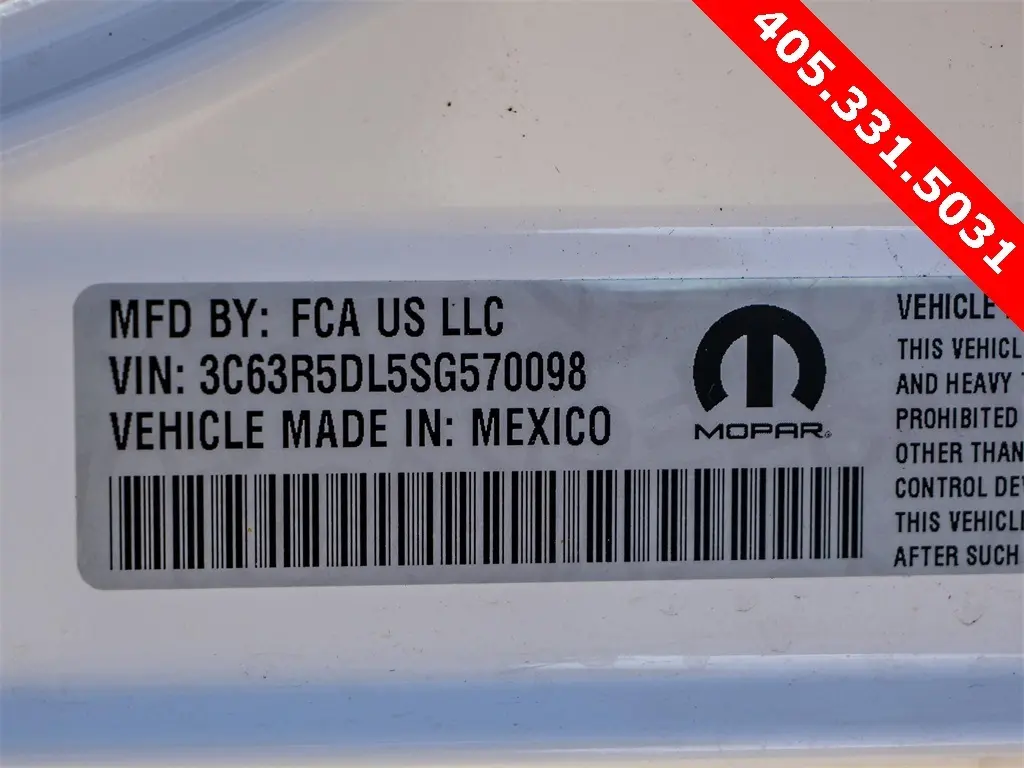 405.331.5031
MFD BY: FCA US LLC
VIN: 3C63R5DL5SG570098
VEHICLE MADE IN: MEXICO
MOPAR
VEHICLE
THIS VEHICL
AND HEAVY
PROHIBITED
OTHER THAN
CONTROL DEV
THIS VEHICLE
AFTER SUCH